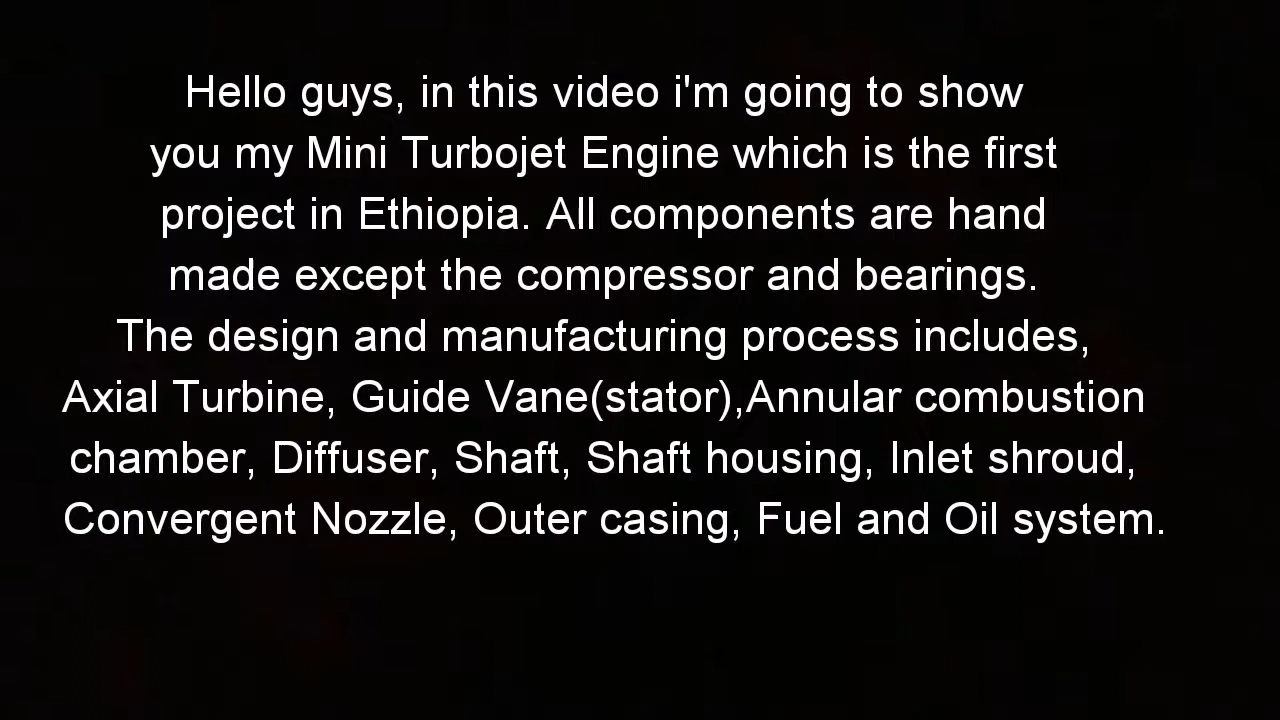 Hello guys, in this video i'm going to show
you my Mini Turbojet Engine which is the first
project in Ethiopia. All components are hand
made except the compressor and bearings.
The design and manufacturing process includes,
Axial Turbine, Guide Vane(stator),Annular combustion
chamber, Diffuser, Shaft, Shaft housing, Inlet shroud,
Convergent Nozzle, Outer casing, Fuel and Oil system.